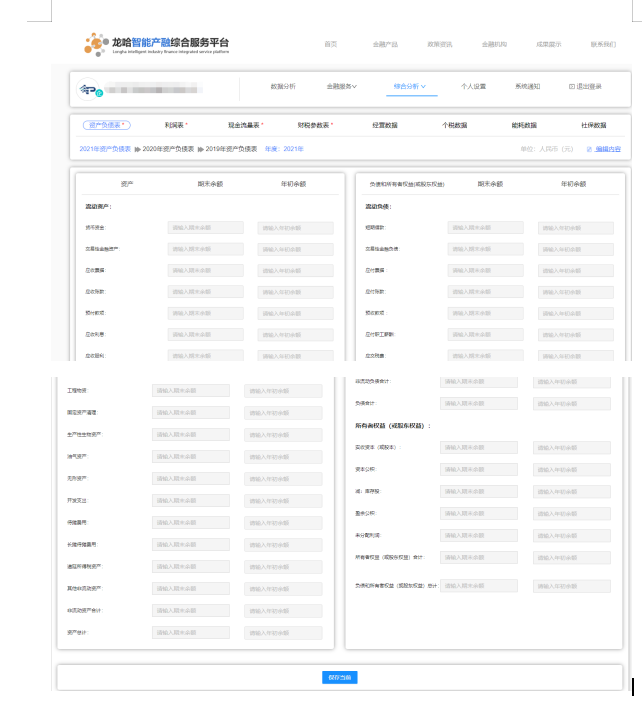 龙哈智能产融综合服务平台
Longha intelligent industry finance integrated service platform
首页 金融产品 政策资讯 金融机构 成果展示 联系我们
数据分析 金融服务 综合分析 个人设置 系统通知 退出登录
资产负债表* 利润表* 现金流量表* 财税参数表* 经营数据 个税数据 能耗数据 社保数据
2021年资产负债表 2020年资产负债表 2019年资产负债表 年度：2021年 单位：人民币（元） 编辑内容
资产 期末余额 年初余额 负债和所有者权益(或股东权益) 期末余额 年初余额
流动资产： 流动负债：
货币资金: 请输入期末余额 请输入年初余额 短期借款: 请输入期末余额 请输入年初余额
交易性金融资产: 请输入期末余额 请输入年初余额 交易性金融负债: 请输入期末余额 请输入年初余额
应收票据: 请输入期末余额 请输入年初余额 应付票据: 请输入期末余额 请输入年初余额
应收账款: 请输入期末余额 请输入年初余额 应付账款: 请输入期末余额 请输入年初余额
预付款项: 请输入期末余额 请输入年初余额 预收款项: 请输入期末余额 请输入年初余额
应收利息: 请输入期末余额 请输入年初余额 应付职工薪酬: 请输入期末余额 请输入年初余额
应收股利: 请输入期末余额 请输入年初余额 应交税费: 请输入期末余额 请输入年初余额
非流动负债合计: 请输入期末余额 请输入年初余额
工程物资: 请输入期末余额 请输入年初余额
负债合计: 请输入期末余额 请输入年初余额
固定资产清理: 请输入期末余额 请输入年初余额
所有者权益（或股东权益）：
生产性生物资产: 请输入期末余额 请输入年初余额
实收资本（或股本）: 请输入期末余额 请输入年初余额
油气资产: 请输入期末余额 请输入年初余额
资本公积: 请输入期末余额 请输入年初余额
无形资产: 请输入期末余额 请输入年初余额
减：库存股: 请输入期末余额 请输入年初余额
开发支出: 请输入期末余额 请输入年初余额
盈余公积: 请输入期末余额 请输入年初余额
待摊费用: 请输入期末余额 请输入年初余额
未分配利润: 请输入期末余额 请输入年初余额
长期待摊费用: 请输入期末余额 请输入年初余额
所有者权益（或股东权益）合计: 请输入期末余额 请输入年初余额
递延所得税资产: 请输入期末余额 请输入年初余额
其他非流动资产: 请输入期末余额 请输入年初余额
负债和所有者权益（或股东权益）总计: 请输入期末余额 请输入年初余额
非流动资产合计: 请输入期末余额 请输入年初余额
资产总计: 请输入期末余额 请输入年初余额
保存当前